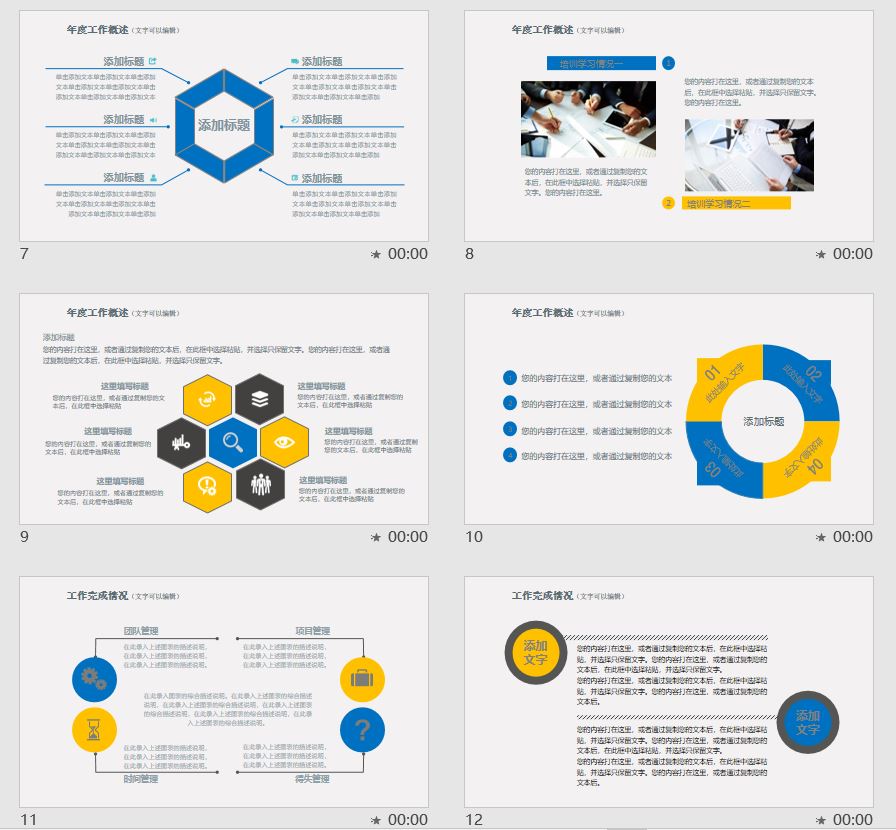 年度工作概述（文字可以编辑）
添加标题
单击添加文本单击添加文本单击添加
文本单击添加文本单击添加文本单击
添加文本单击添加文本单击添加文本
添加标题
单击添加文本单击添加文本单击添加
文本单击添加文本单击添加文本单击
添加文本单击添加文本单击添加文本
添加标题
单击添加文本单击添加文本单击添加
文本单击添加文本单击添加文本单击
文本单击添加文本单击添加
添加标题
添加标题
单击添加文本单击添加文本单击添加
文本单击添加文本单击添加文本单击
添加文本单击添加文本单击添加文本
添加标题
单击添加文本单击添加文本单击添加
文本单击添加文本单击添加文本单击
添加文本单击添加文本单击添加文本
添加标题
单击添加文本单击添加文本单击添加
文本单击添加文本单击添加文本单击
文本单击添加文本单击添加
7
00:00
年度工作概述（文字可以编辑）
培训学习情况一
1
您的内容打在这里，或者通过复制您的文
本后，在此框中选择粘贴，并选择只保留
文字。您的内容打在这里。
您的内容打在这里，或者通过复制您的文本
后，在此框中选择粘贴，并选择只保留文字。
您的内容打在这里。
2
培训学习情况二
8
00:00
年度工作概述（文字可以编辑）
添加标题
您的内容打在这里，或者通过复制您的文本后，在此框中选择粘贴，并选择只保留文字。您的内容打在这里，或者通
过复制您的文本后，在此框中选择粘贴，并选择只保留文字。
这里填写标题
您的内容打在这里，或者通过复制您的文
本后，在此框中选择粘贴
这里填写标题
您的内容打在这里，或者通过复制您的
文本后，在此框中选择粘贴
这里填写标题
您的内容打在这里，或者通过复制您的
文本后，在此框中选择粘贴
这里填写标题
您的内容打在这里，或者通过复制您的
文本后，在此框中选择粘贴
这里填写标题
您的内容打在这里，或者通过复制
您的文本后，在此框中选择粘贴
这里填写标题
您的内容打在这里，或者通过复制您的
文本后，在此框中选择粘贴
9
00:00
年度工作概述（文字可以编辑）
1 您的内容打在这里，或者通过复制您的文本
2 您的内容打在这里，或者通过复制您的文本
3 您的内容打在这里，或者通过复制您的文本
4 您的内容打在这里，或者通过复制您的文本
01
此处输入文字
02
此处输入文字
添加标题
03
此处输入文字
04
此处输入文字
10
00:00
工作完成情况（文字可以编辑）
团队管理
在此录入上述图表的描述说明，
在此录入上述图表的描述说明，
在此录入上述图表的描述说明。
项目管理
在此录入上述图表的描述说明，
在此录入上述图表的描述说明，
在此录入上述图表的描述说明。
在此录入图表的综合描述说明。在此录入上述图表的综合描述
说明，在此录入上述图表的综合描述说明，在此录入上述图表
的综合描述说明，在此录入上述图表的综合描述说明，在此录
入上述图表的综合描述说明。
在此录入上述图表的描述说明，
在此录入上述图表的描述说明，
在此录入上述图表的描述说明。
时间管理
在此录入上述图表的描述说明，
在此录入上述图表的描述说明，
在此录入上述图表的描述说明。
得失管理
11
00:00
工作完成情况（文字可以编辑）
添加
文字
您的内容打在这里，或者通过复制您的文本后，在此框中选择粘
贴，并选择只保留文字。您的内容打在这里，或者通过复制您的
文本后，在此框中选择粘贴，并选择只保留文字。
您的内容打在这里，或者通过复制您的文本后，在此框中选择粘
贴，并选择只保留文字。您的内容打在这里，或者通过复制您的
文本后。
添加
文字
您的内容打在这里，或者通过复制您的文本后，在此框中选择粘
贴，并选择只保留文字。您的内容打在这里，或者通过复制您的
文本后，在此框中选择粘贴，并选择只保留文字。
您的内容打在这里，或者通过复制您的文本后，在此框中选择粘
贴，并选择只保留文字。您的内容打在这里，或者通过复制您的
文本后。
12
00:00